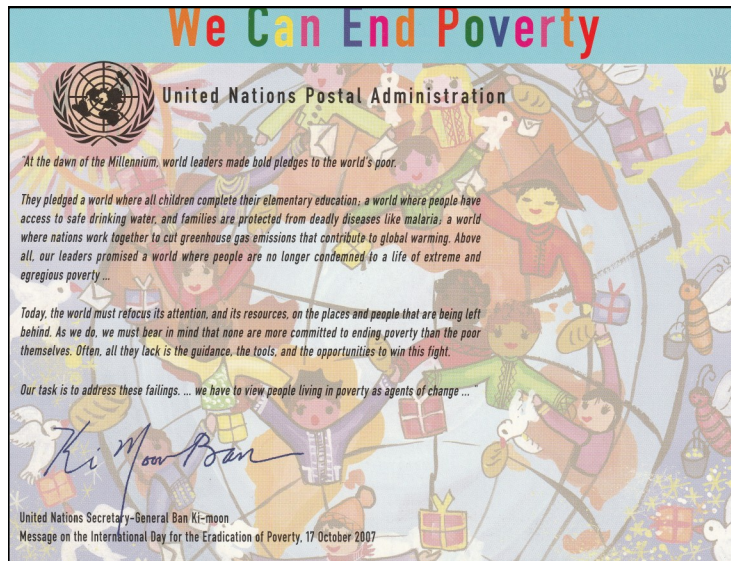 We Can End Poverty
United Nations Postal Administration
"At the dawn of the Millennium, world leaders made bold pledges to the world's poor.
They pledged a world where all children complete their elementary education; a world where people have
access to safe drinking water, and families are protected from deadly diseases like malaria; a world
where nations work together to cut greenhouse gas emissions that contribute to global warming. Above
all, our leaders promised a world where people are no longer condemned to a life of extreme and
egregious poverty ...
Today, the world must refocus its attention, and its resources, on the places and people that are being left
behind. As we do, we must bear in mind that none are more committed to ending poverty than the poor
themselves. Often, all they lack is the guidance, the tools, and the opportunities to win this fight.
Our task is to address these failings. ... we have to view people living in poverty as agents of change ... "
Ki Moon Ban
United Nations Secretary-General Ban Ki-moon
Message on the International Day for the Eradication of Poverty, 17 October 2007